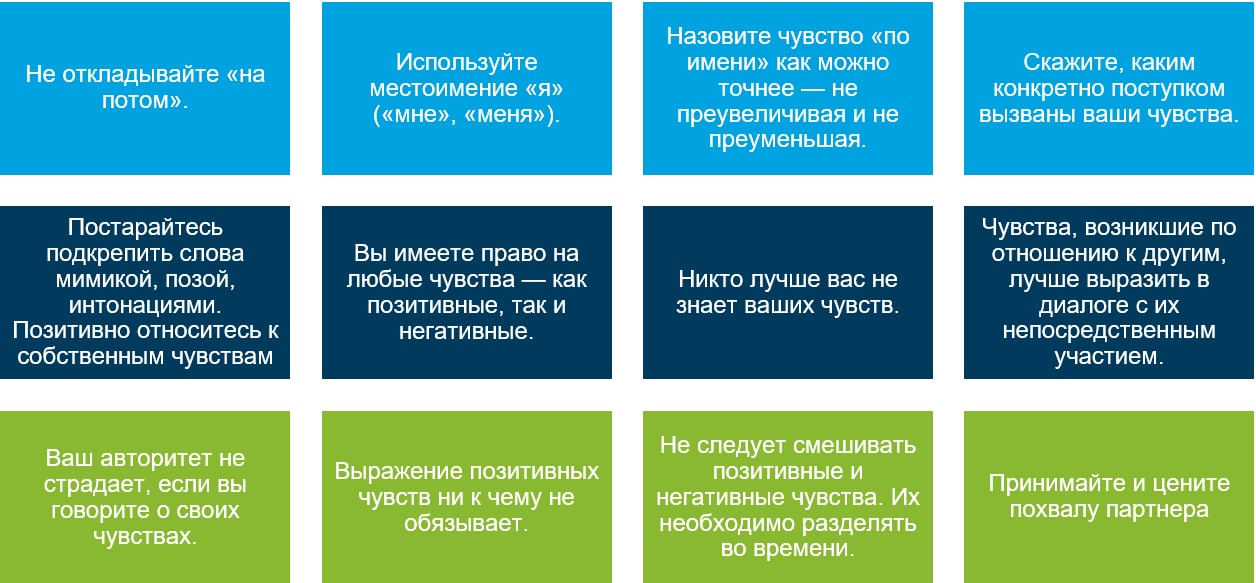 Не откладывайте «на
потом».
Используйте
местоимение «я»
(«мне», «меня»).
Назовите чувство «по
имени» как можно
точнее — не
преувеличивая и не
преуменьшая.
Скажите, каким
конкретно поступком
вызваны ваши чувства.
Постарайтесь
подкрепить слова
мимикой, позой,
интонациями.
Позитивно относитесь к
собственным чувствам
Вы имеете право на
любые чувства — как
позитивные, так и
негативные.
Никто лучше вас не
знает ваших чувств.
Чувства, возникшие по
отношению к другим,
лучше выразить в
диалоге с их
непосредственным
участием.
Ваш авторитет не
страдает, если вы
говорите о своих
чувствах.
Выражение позитивных
чувств ни к чему не
обязывает.
Не следует смешивать
позитивные и
негативные чувства. Их
необходимо разделять
во времени.
Принимайте и цените
похвалу партнера